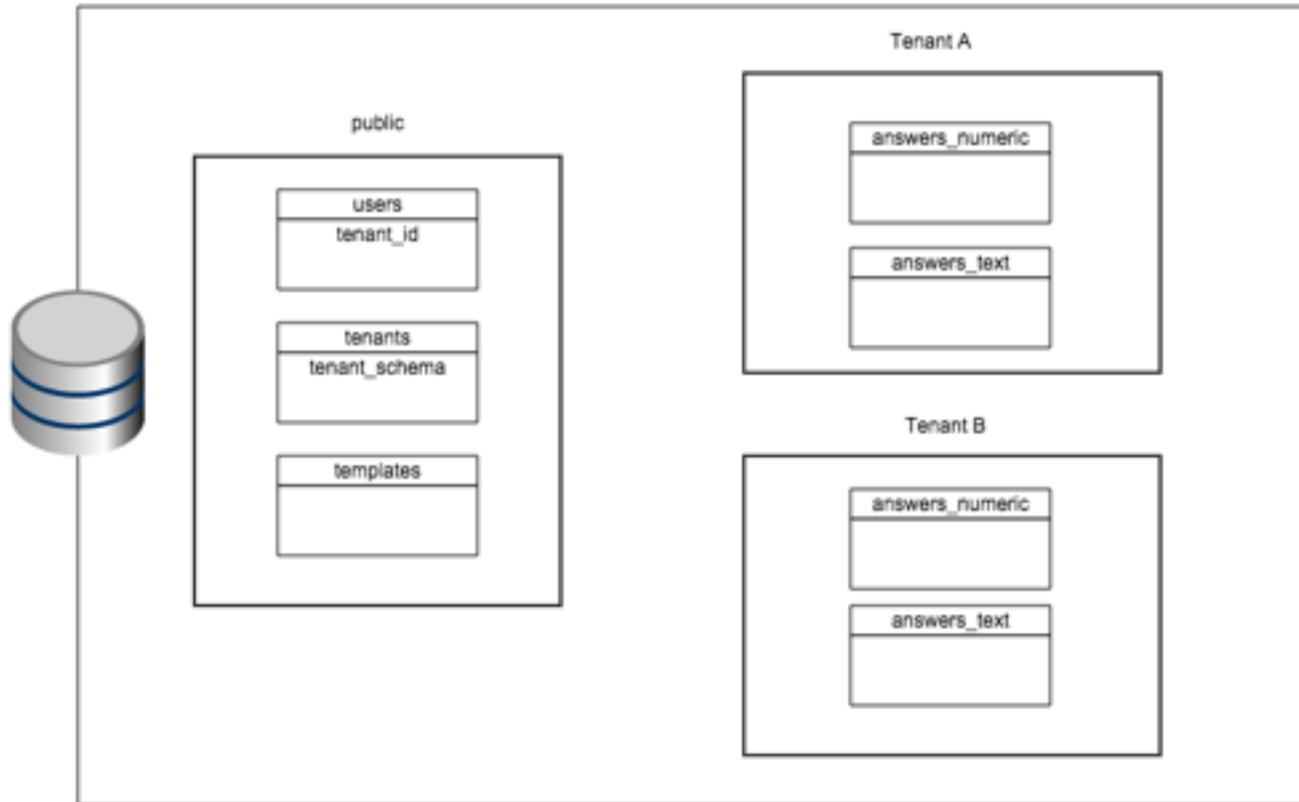 public
users
tenant_id
tenants
tenant_schema
templates
Tenant A
answers_numeric
answers_text
Tenant B
answers_numeric
answers_text